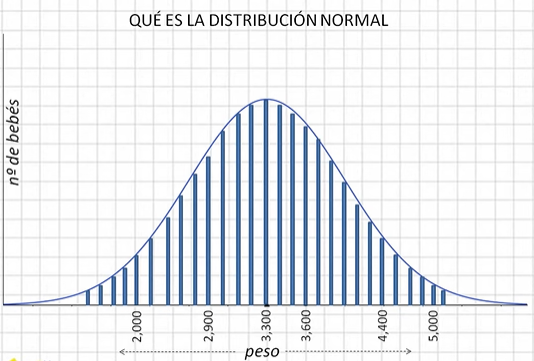 QUÉ ES LA DISTRIBUCIÓN NORMAL
nº de bebés
2,000 2,900 3,300 3,600 4,400 5,000
peso